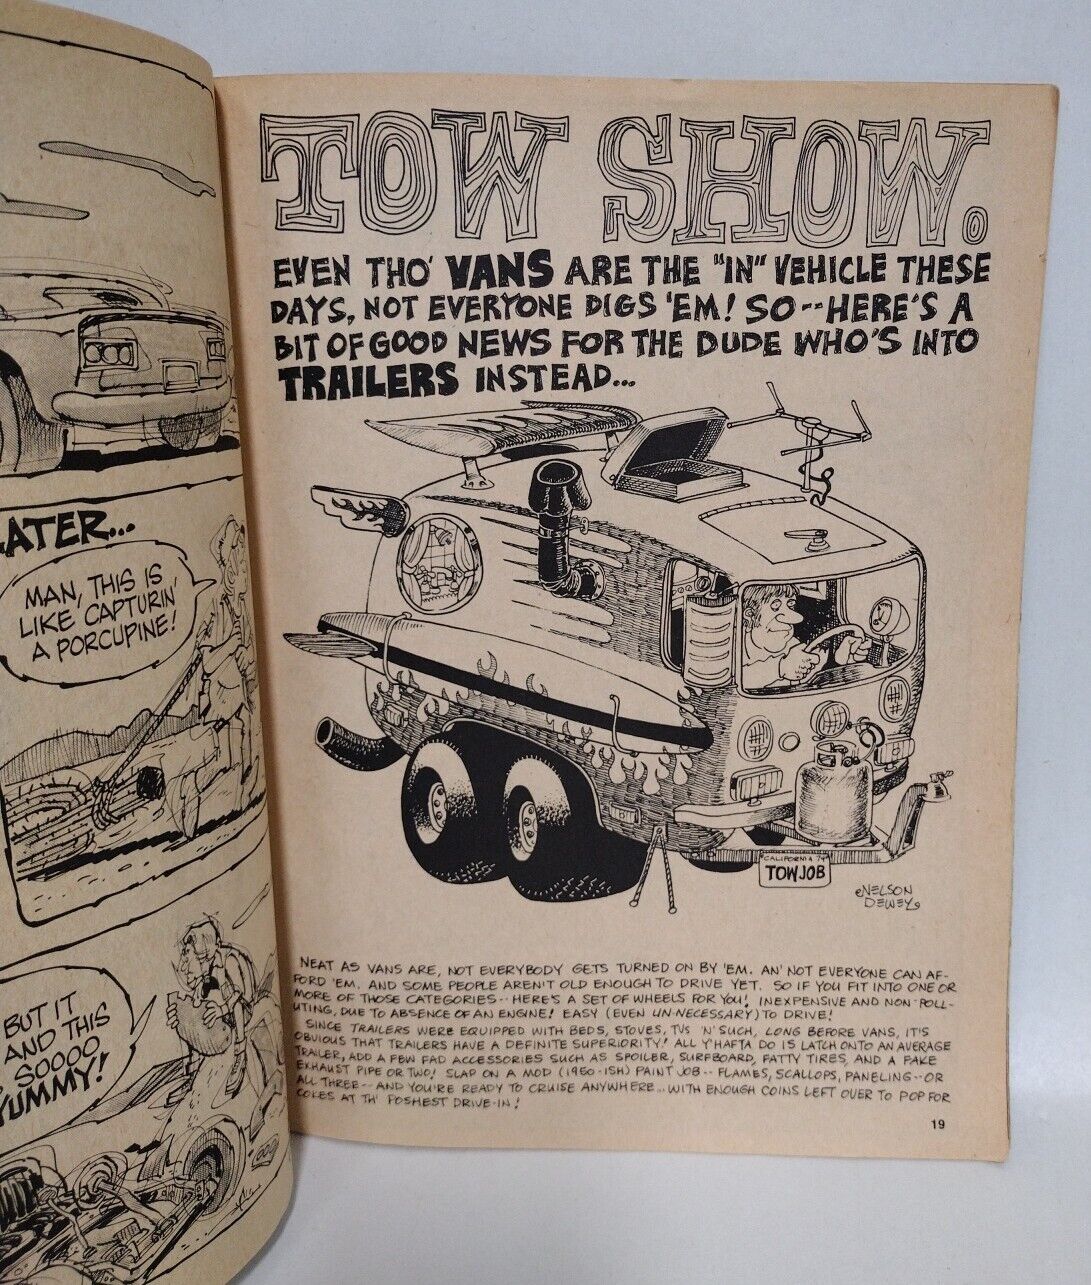 ATER...
MAN, THIS IS
LIKE CAPTURIN'
A PORCUPINE!
BUT IT
AND THIS
SOOOO
YUMMY!
TOW SHOW.
EVEN THO' VANS ARE THE "IN" VEHICLE THESE
DAYS, NOT EVERYONE DIGS 'EM! SO--HERE'S A
BIT OF GOOD NEWS FOR THE DUDE WHO'S INTO
TRAILERS INSTEAD...
CALIFORNIA 74
TOWJOB
©NELSON
DEWEY
NEAT AS VANS ARE, NOT EVERYBODY GETS TURNED ON BY 'EM. AN' NOT EVERYONE CAN AF-
FORD 'EM. AND SOME PEOPLE AREN'T OLD ENOUGH TO DRIVE YET. SO IF YOU FIT INTO ONE OR
MORE OF THOSE CATEGORIES--HERE'S A SET OF WHEELS FOR YOU! INEXPENSIVE AND NON-POLL-
UTING, DUE TO ABSENCE OF AN ENGINE! EASY (EVEN UN-NECESSARY) TO DRIVE!
SINCE TRAILERS WERE EQUIPPED WITH BEDS, STOVES, TVS 'N' SUCH, LONG BEFORE VANS, IT'S
OBVIOUS THAT TRAILERS HAVE A DEFINITE SUPERIORITY! ALL Y'HAFTA DO IS LATCH ONTO AN AVERAGE
TRAILER, ADD A FEW FAD ACCESSORIES SUCH AS SPOILER, SURFBOARD, FATTY TIRES, AND A FAKE
EXHAUST PIPE OR TWO! SLAP ON A MOD (1960-ISH) PAINT JOB--FLAMES, SCALLOPS, PANELING--OR
ALL THREE--AND YOU'RE READY TO CRUISE ANYWHERE...WITH ENOUGH COINS LEFT OVER TO POP FOR
COKES AT TH' POSHEST DRIVE-IN!
19